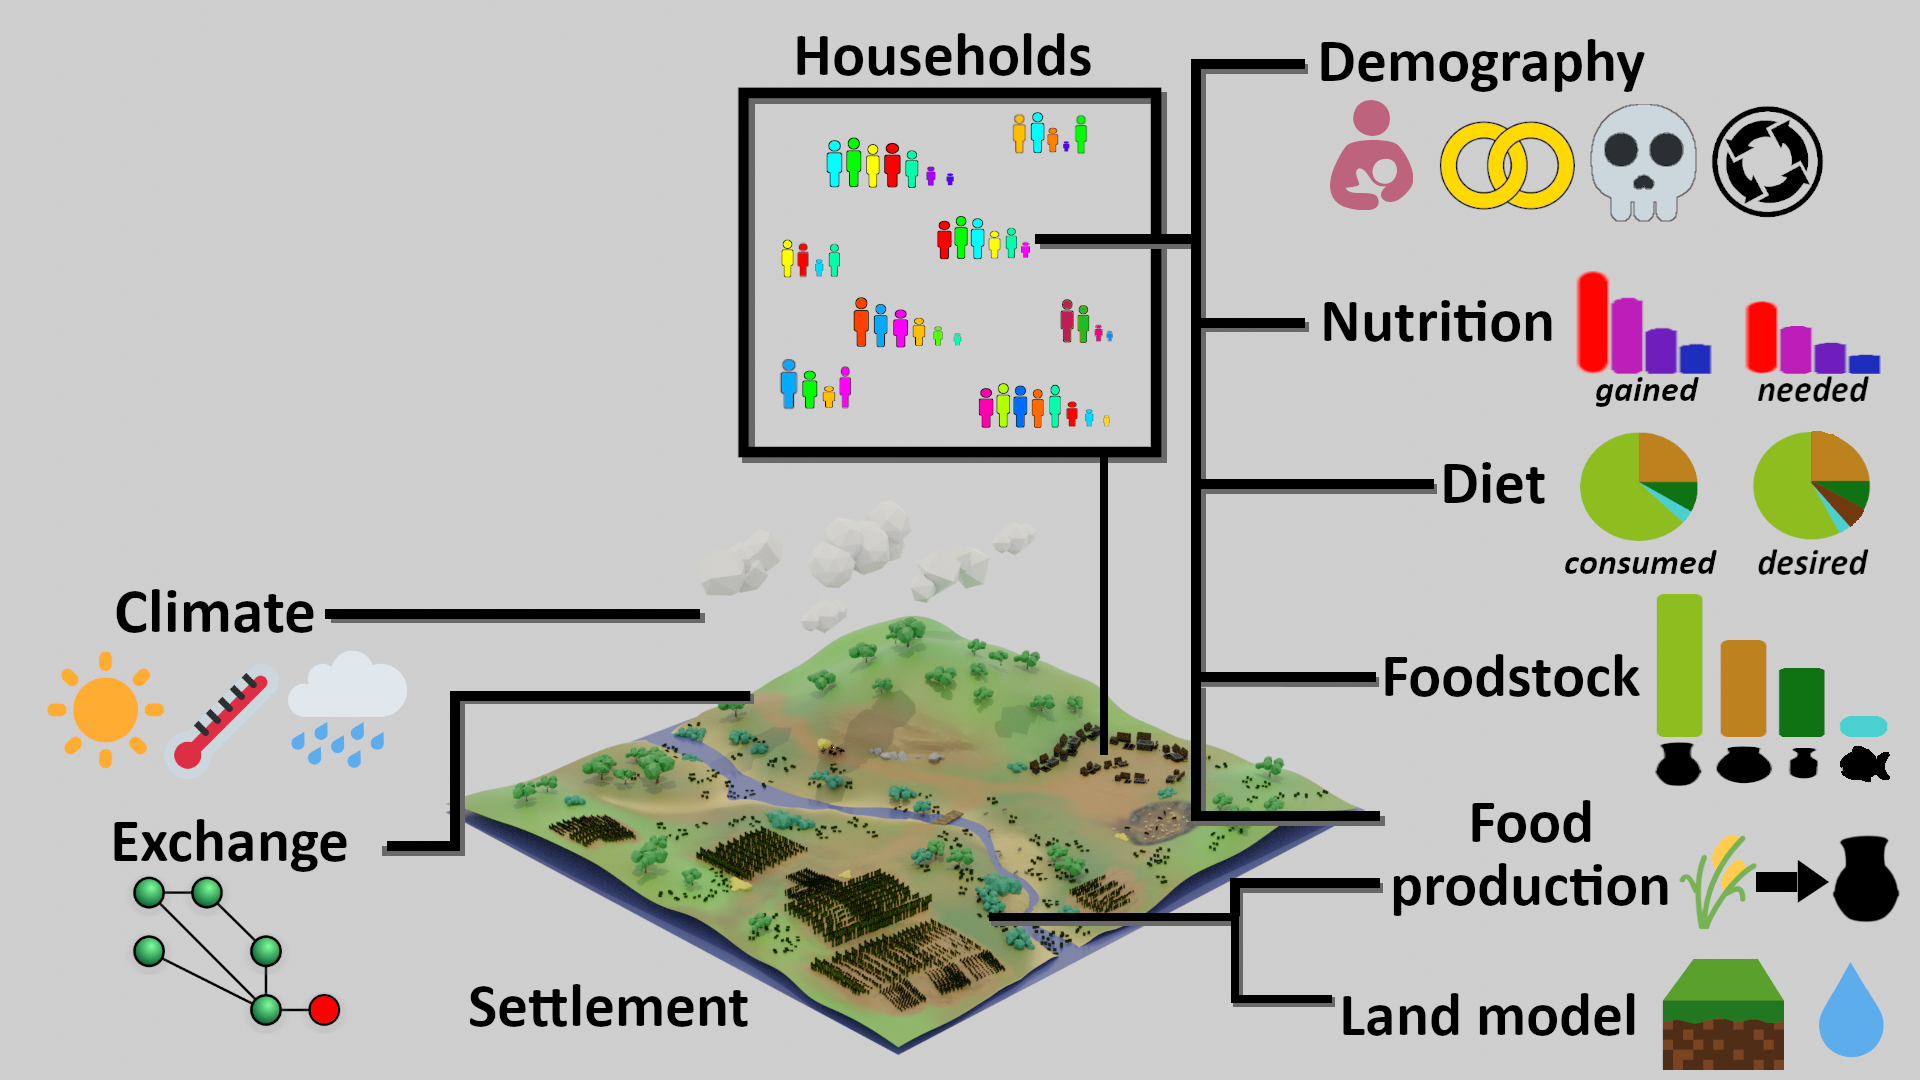 Households
Demography
Nutrition
gained
needed
Diet
consumed
desired
Climate
Foodstock
Exchange
Food
production
Settlement
Land model